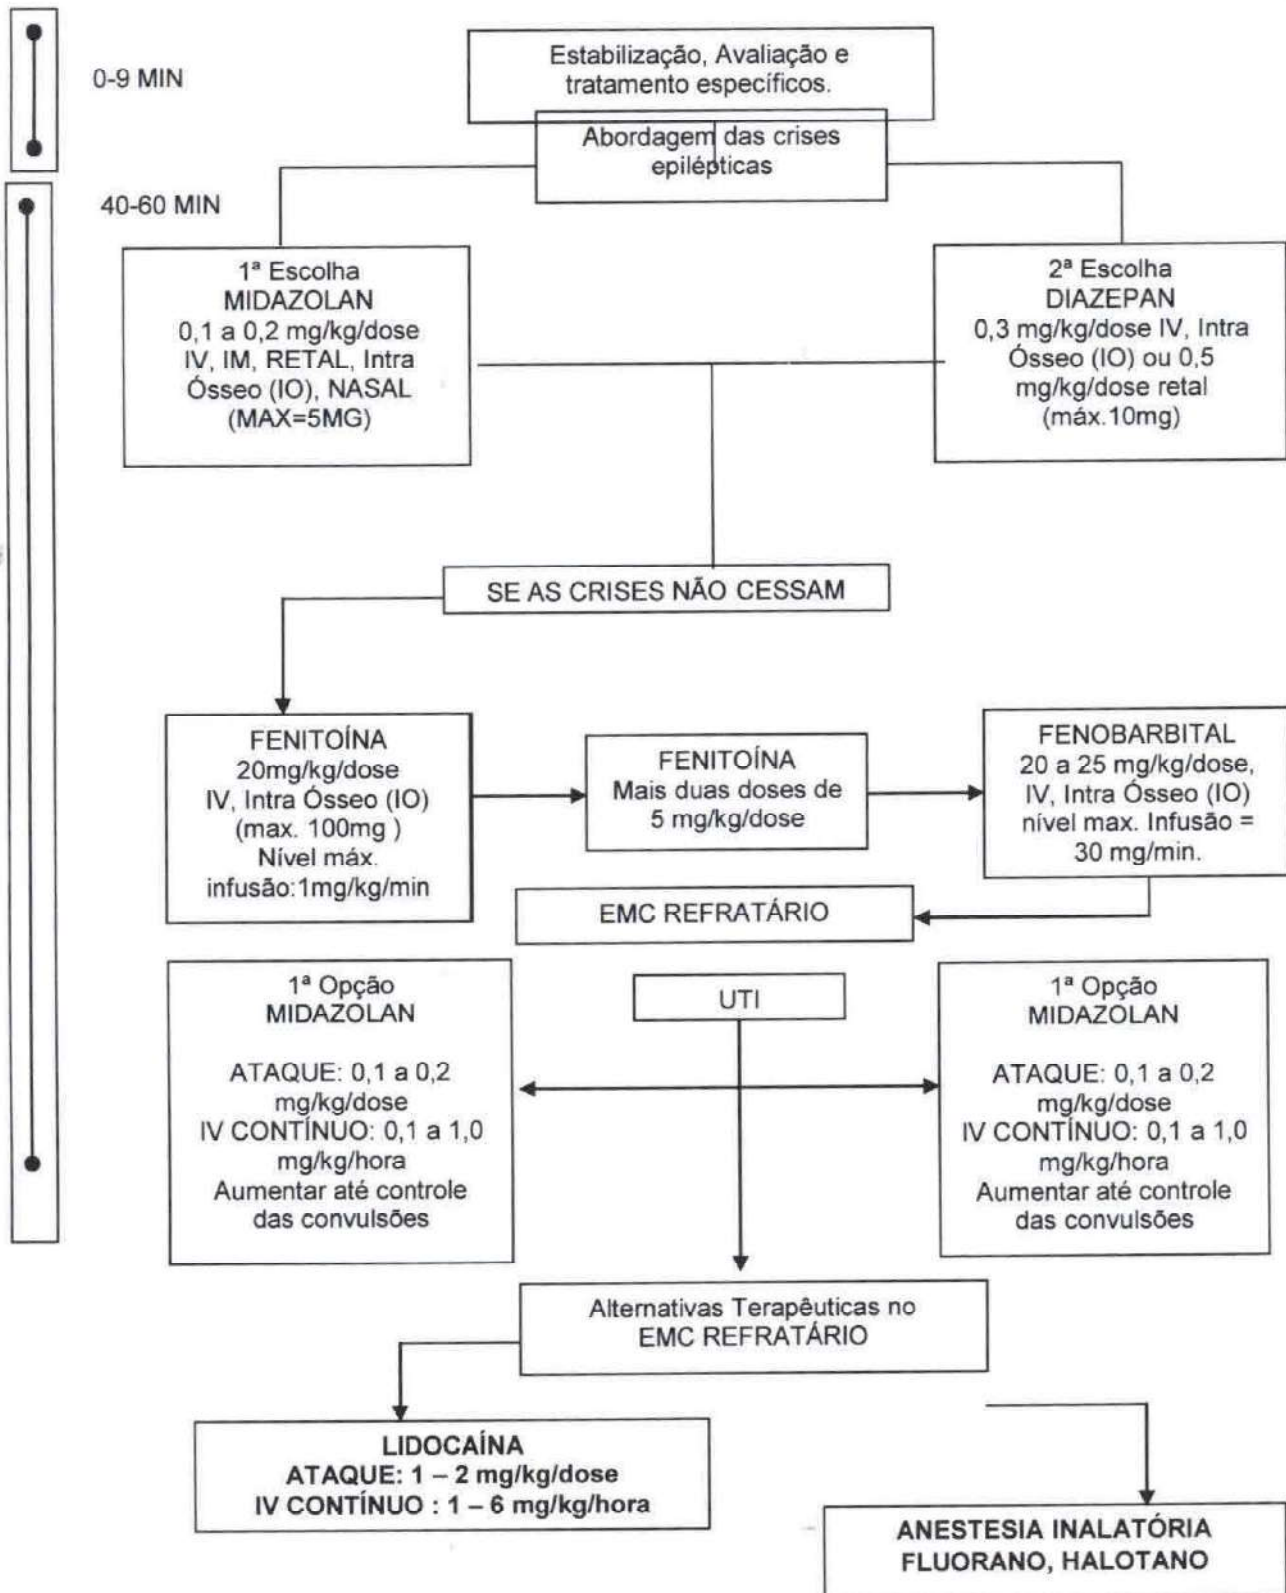 0-9 MIN
Estabilização, Avaliação e
tratamento específicos.
Abordagem das crises
epilépticas
40-60 MIN
1ª Escolha
MIDAZOLAN
0,1 a 0,2 mg/kg/dose
IV, IM, RETAL, Intra
Ósseo (IO), NASAL
(MAX=5MG)
2ª Escolha
DIAZEPAN
0,3 mg/kg/dose IV, Intra
Ósseo (IO) ou 0,5
mg/kg/dose retal
(máx.10mg)
SE AS CRISES NÃO CESSAM
FENITOÍNA
20mg/kg/dose
IV, Intra Ósseo (IO)
(max. 100mg )
Nível máx.
infusão:1mg/kg/min
FENITOÍNA
Mais duas doses de
5 mg/kg/dose
FENOBARBITAL
20 a 25 mg/kg/dose,
IV, Intra Ósseo (IO)
nível max. Infusão =
30 mg/min.
EMC REFRATÁRIO
1ª Opção
MIDAZOLAN
ATAQUE: 0,1 a 0,2
mg/kg/dose
IV CONTÍNUO: 0,1 a 1,0
mg/kg/hora
Aumentar até controle
das convulsões
UTI
1ª Opção
MIDAZOLAN
ATAQUE: 0,1 a 0,2
mg/kg/dose
IV CONTÍNUO: 0,1 a 1,0
mg/kg/hora
Aumentar até controle
das convulsões
Alternativas Terapêuticas no
EMC REFRATÁRIO
LIDOCAÍNA
ATAQUE: 1 – 2 mg/kg/dose
IV CONTÍNUO : 1 – 6 mg/kg/hora
ANESTESIA INALATÓRIA
FLUORANO, HALOTANO